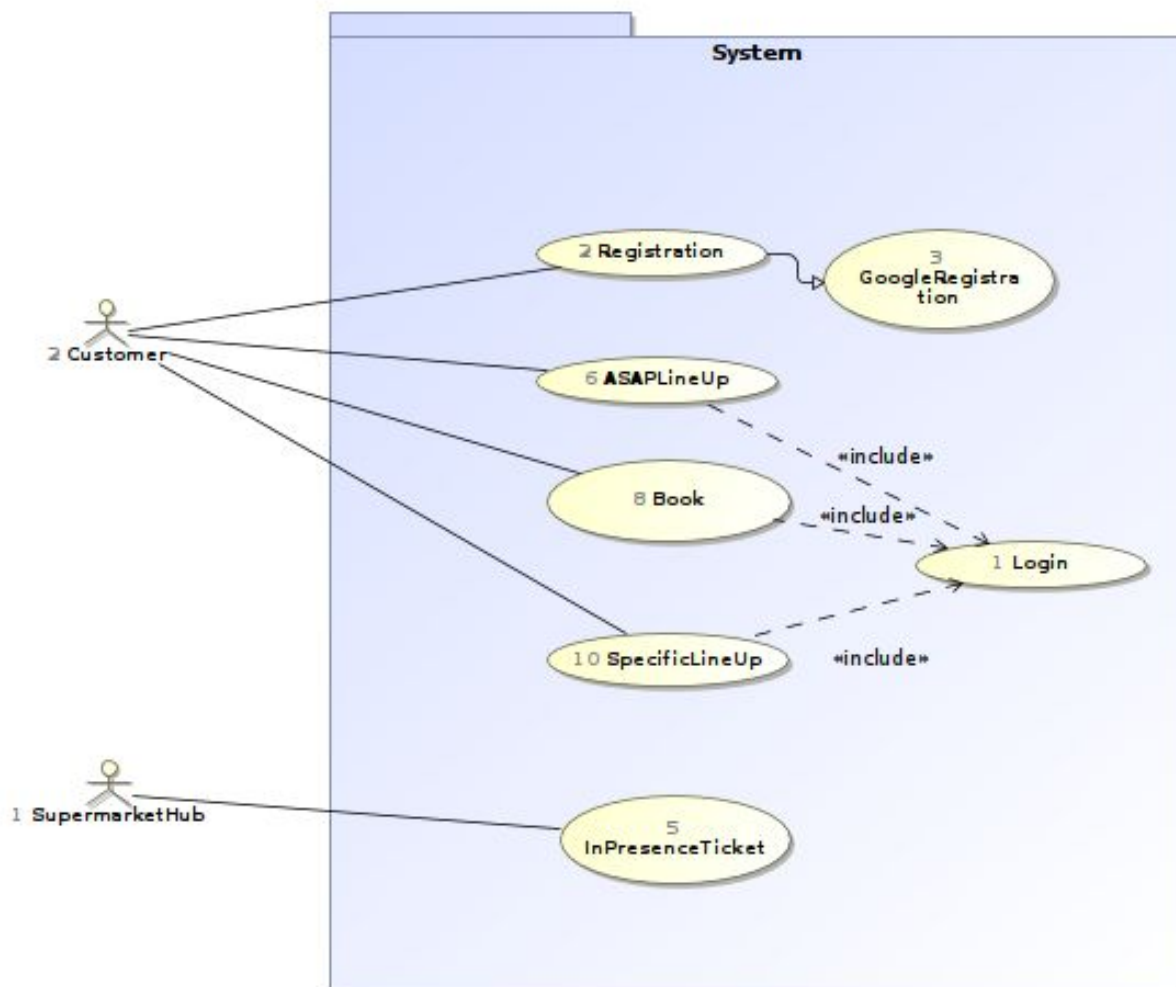 System
2 Registration
3
GoogleRegistra
tion
2 Customer
6 ASAPLineUp
«include»
8 Book
«include»
1 Login
10 SpecificLineUp
«include»
1 SupermarketHub
5
InPresenceTicket